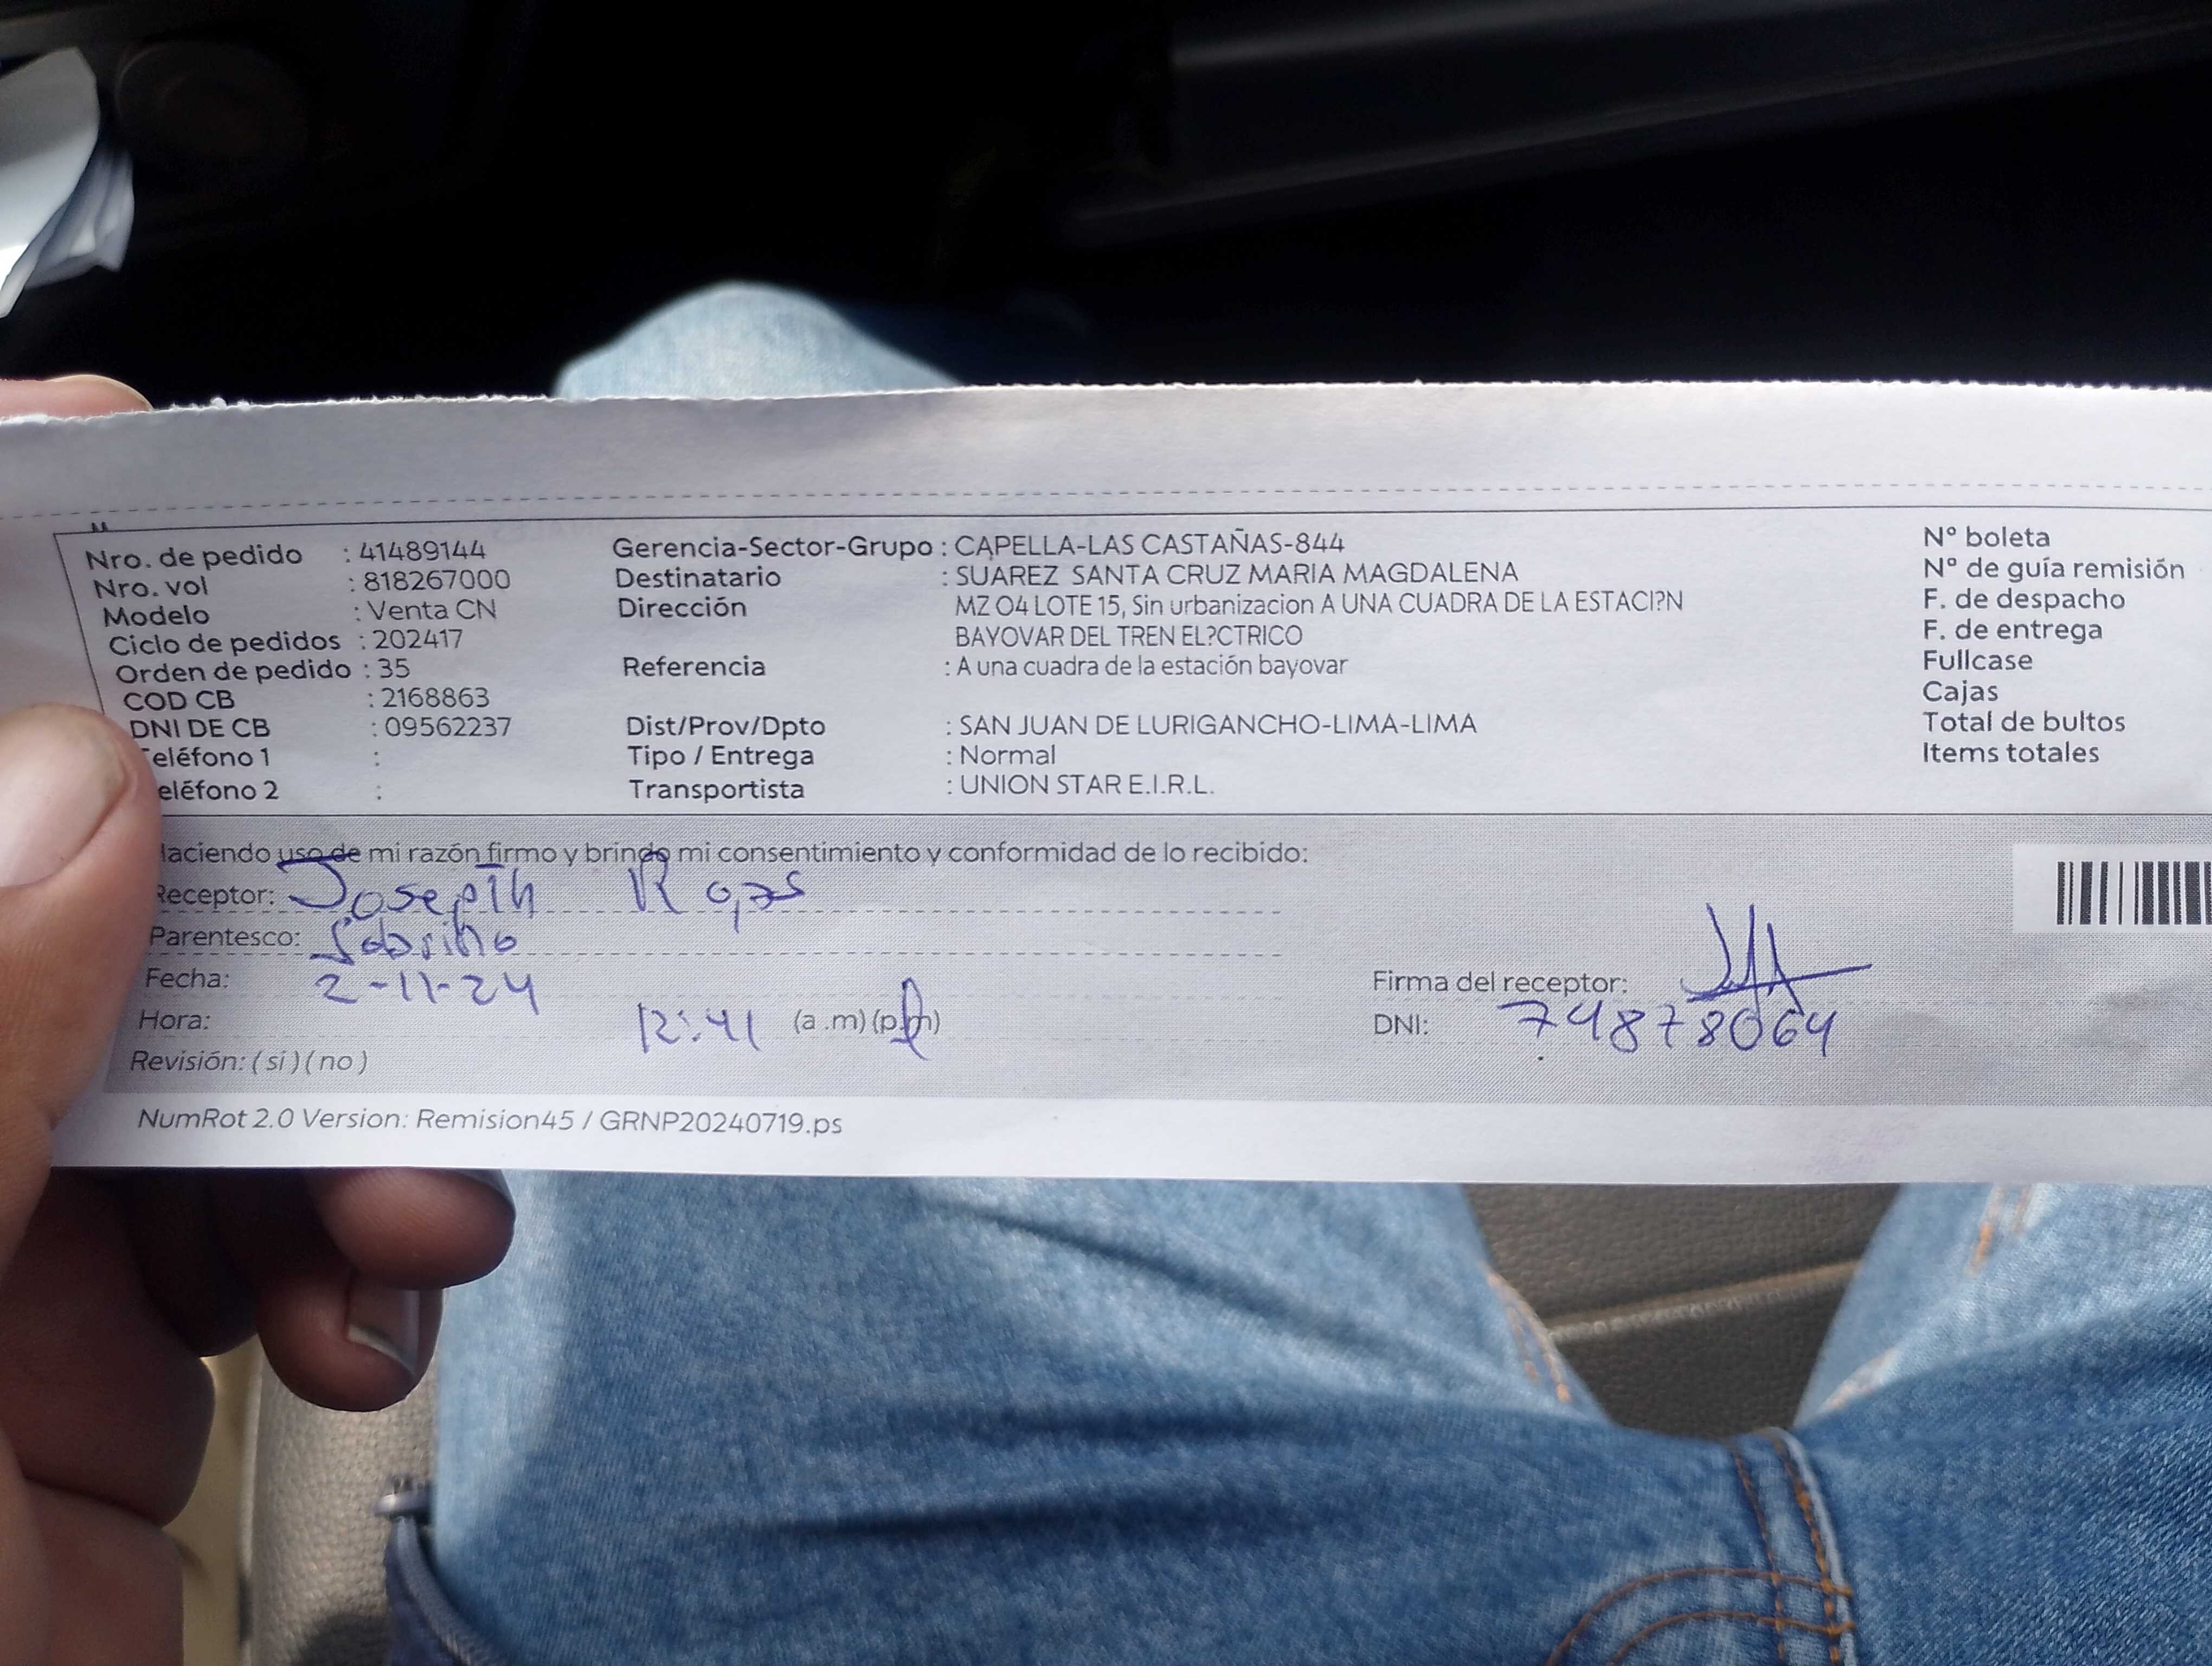 Nro. de pedido : 41489144
Nro. vol : 818267000
Modelo : Venta CN
Ciclo de pedidos : 202417
Orden de pedido : 35
COD CB : 2168863
DNI DE CB : 09562237
eléfono 1 :
eléfono 2 :
Gerencia-Sector-Grupo : CAPELLA-LAS CASTAÑAS-844
Destinatario : SUAREZ SANTA CRUZ MARIA MAGDALENA
Dirección MZ O4 LOTE 15, Sin urbanizacion A UNA CUADRA DE LA ESTACI?N
BAYOVAR DEL TREN EL?CTRICO
Referencia : A una cuadra de la estación bayovar
Dist/Prov/Dpto : SAN JUAN DE LURIGANCHO-LIMA-LIMA
Tipo / Entrega : Normal
Transportista : UNION STAR E.I.R.L.
N° boleta
N° de guía remisión
F. de despacho
F. de entrega
Fullcase
Cajas
Total de bultos
Items totales
Haciendo uso de mi razón firmo y brindo mi consentimiento y conformidad de lo recibido:
Receptor: Josepth Rojas
Parentesco: Sobrino
Fecha: 2-11-24
Hora: 12:41 (a .m) (p.m)
Revisión: ( si ) ( no )
Firma del receptor:
DNI: 74878064
NumRot 2.0 Version: Remision45 / GRNP20240719.ps